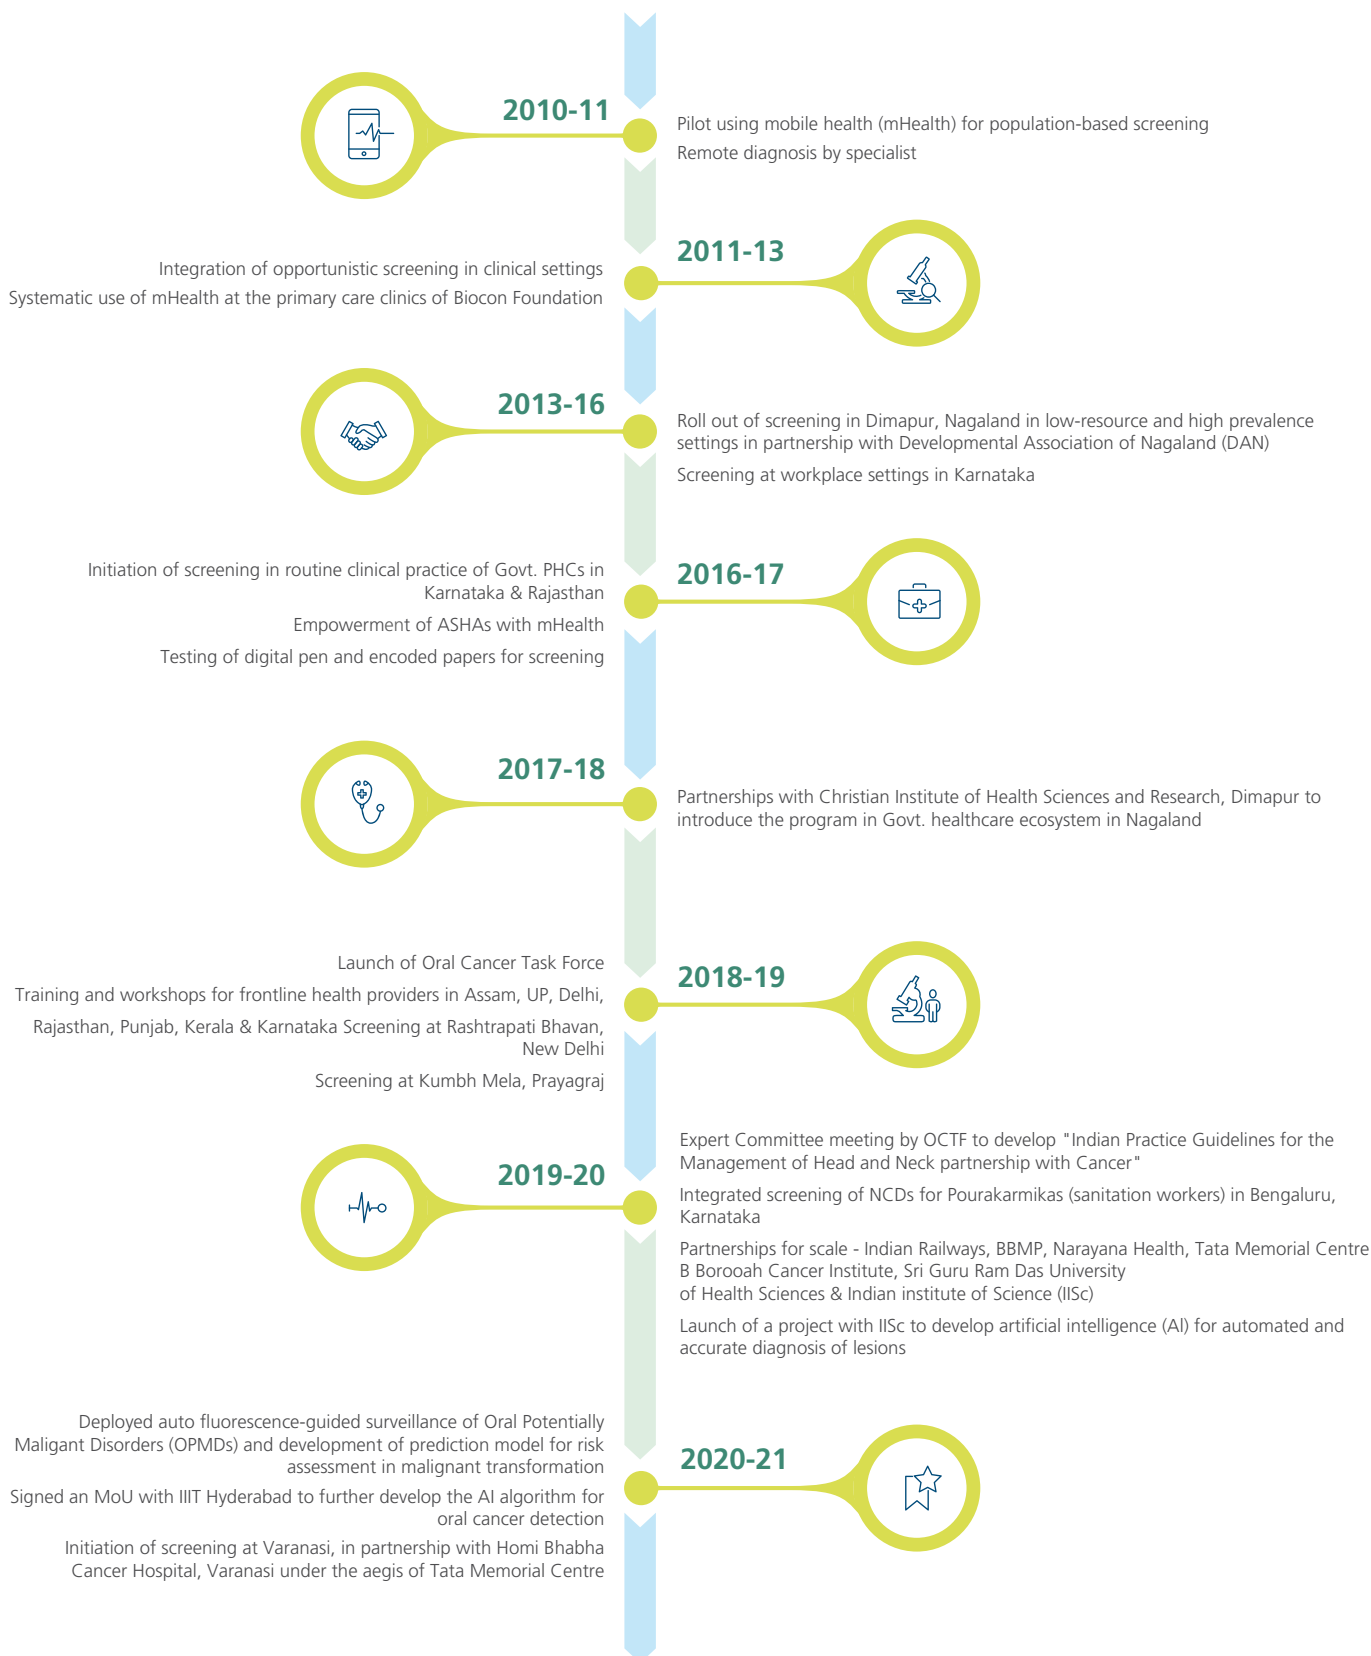 2010-11
Pilot using mobile health (mHealth) for population-based screening
Remote diagnosis by specialist
2011-13
Integration of opportunistic screening in clinical settings
Systematic use of mHealth at the primary care clinics of Biocon Foundation
2013-16
Roll out of screening in Dimapur, Nagaland in low-resource and high prevalence
settings in partnership with Developmental Association of Nagaland (DAN)
Screening at workplace settings in Karnataka
2016-17
Initiation of screening in routine clinical practice of Govt. PHCs in
Karnataka & Rajasthan
Empowerment of ASHAs with mHealth
Testing of digital pen and encoded papers for screening
2017-18
Partnerships with Christian Institute of Health Sciences and Research, Dimapur to
introduce the program in Govt. healthcare ecosystem in Nagaland
2018-19
Launch of Oral Cancer Task Force
Training and workshops for frontline health providers in Assam, UP, Delhi,
Rajasthan, Punjab, Kerala & Karnataka Screening at Rashtrapati Bhavan,
New Delhi
Screening at Kumbh Mela, Prayagraj
2019-20
Expert Committee meeting by OCTF to develop "Indian Practice Guidelines for the
Management of Head and Neck partnership with Cancer"
Integrated screening of NCDs for Pourakarmikas (sanitation workers) in Bengaluru,
Karnataka
Partnerships for scale - Indian Railways, BBMP, Narayana Health, Tata Memorial Centre
B Borooah Cancer Institute, Sri Guru Ram Das University
of Health Sciences & Indian institute of Science (IISc)
Launch of a project with IISc to develop artificial intelligence (AI) for automated and
accurate diagnosis of lesions
2020-21
Deployed auto fluorescence-guided surveillance of Oral Potentially
Maligant Disorders (OPMDs) and development of prediction model for risk
assessment in malignant transformation
Signed an MoU with IIIT Hyderabad to further develop the AI algorithm for
oral cancer detection
Initiation of screening at Varanasi, in partnership with Homi Bhabha
Cancer Hospital, Varanasi under the aegis of Tata Memorial Centre